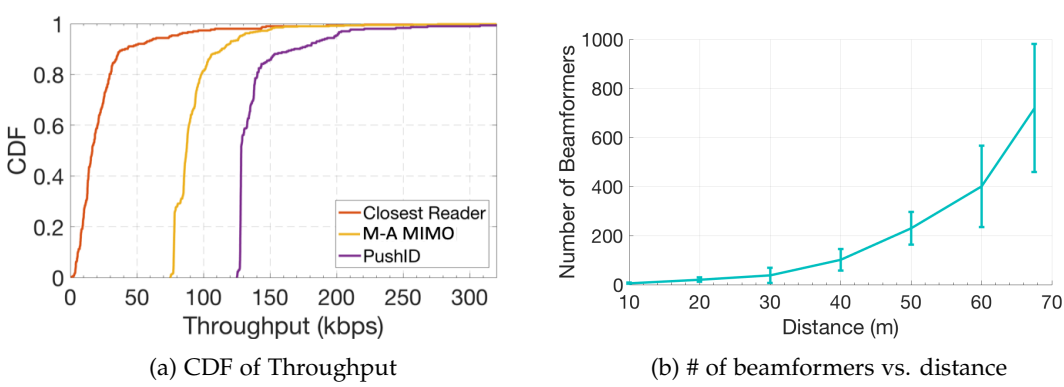 1
0.8
0.6
0.4
0.2
0
CDF
Closest Reader
M-A MIMO
PushID
0 50 100 150 200 250 300
Throughput (kbps)
(a) CDF of Throughput
1000
800
600
400
200
0
Number of Beamformers
10 20 30 40 50 60 70
Distance (m)
(b) # of beamformers vs. distance